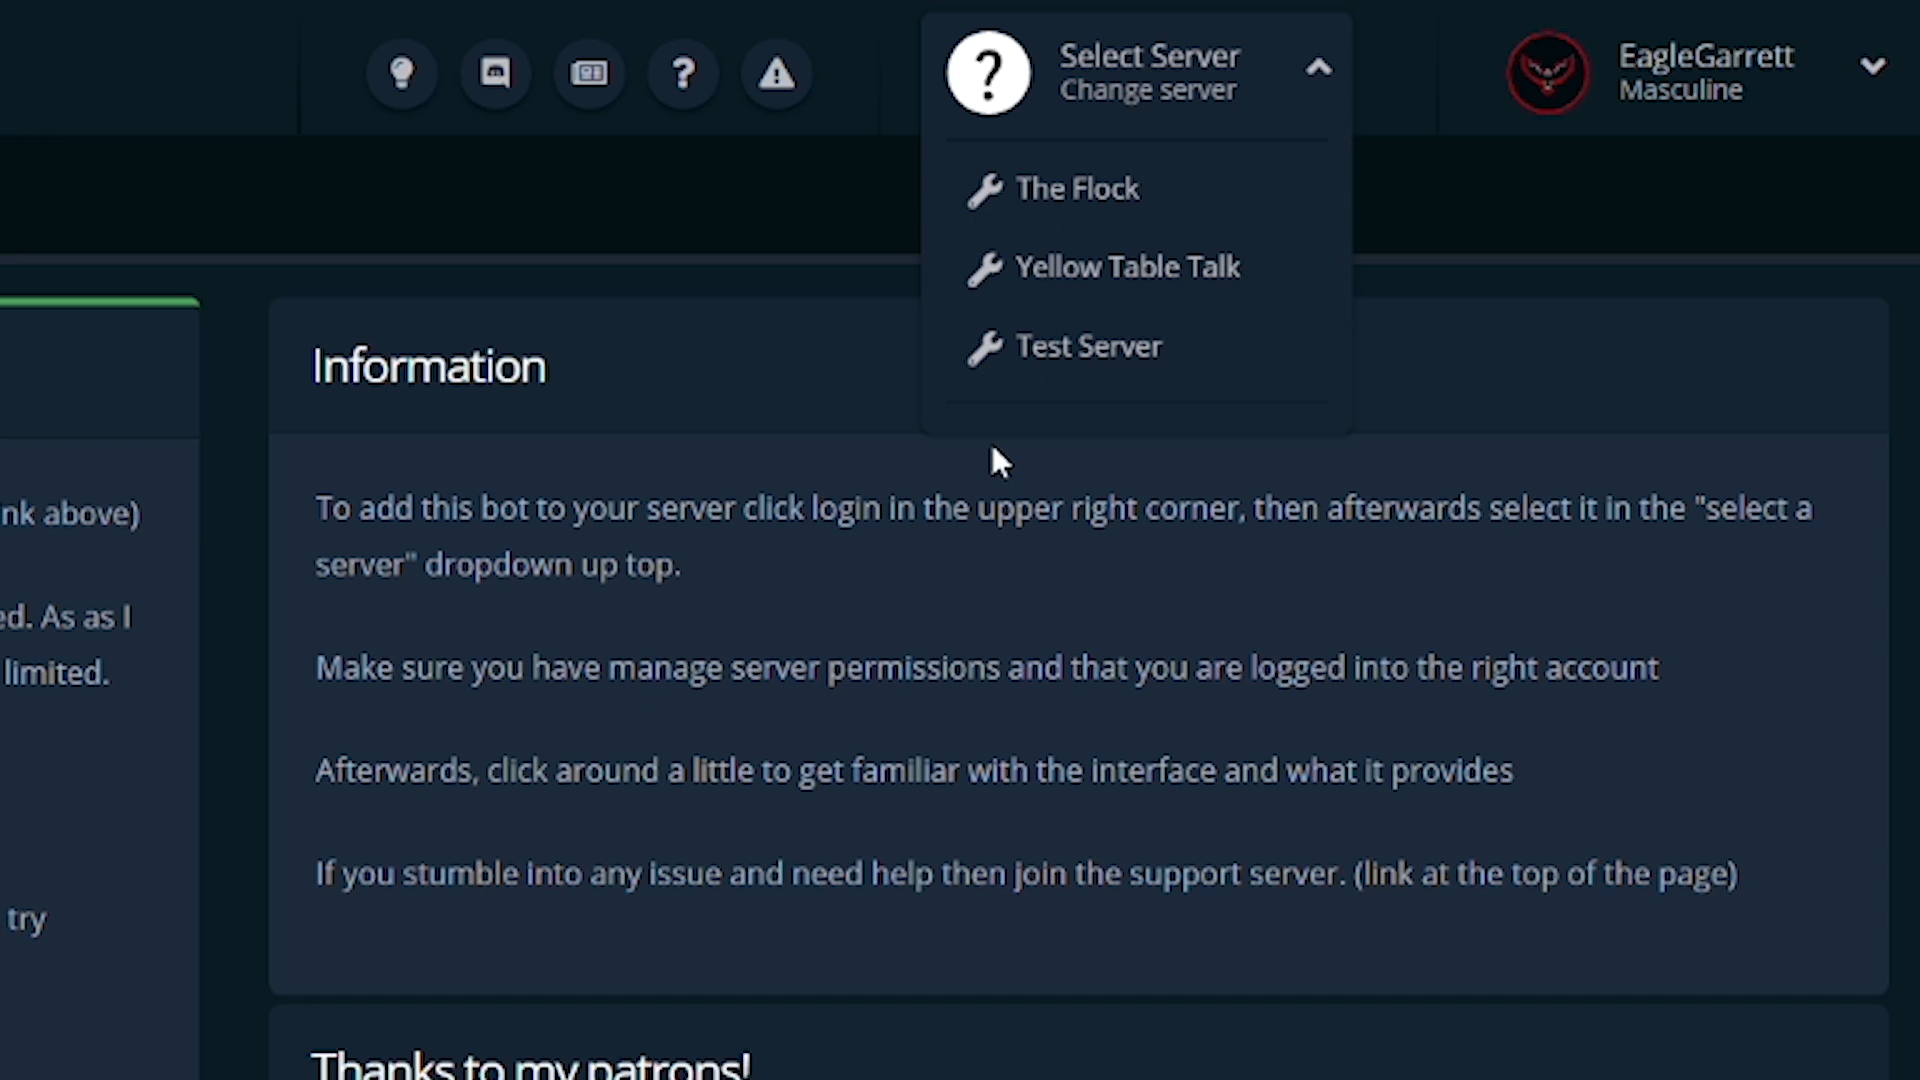 Select Server
Change server
EagleGarrett
Masculine
The Flock
Yellow Table Talk
Test Server
nk above)
ed. As as I
limited.
try
Information
To add this bot to your server click login in the upper right corner, then afterwards select it in the "select a
server" dropdown up top.
Make sure you have manage server permissions and that you are logged into the right account
Afterwards, click around a little to get familiar with the interface and what it provides
If you stumble into any issue and need help then join the support server. (link at the top of the page)
Thanks to my patrons!